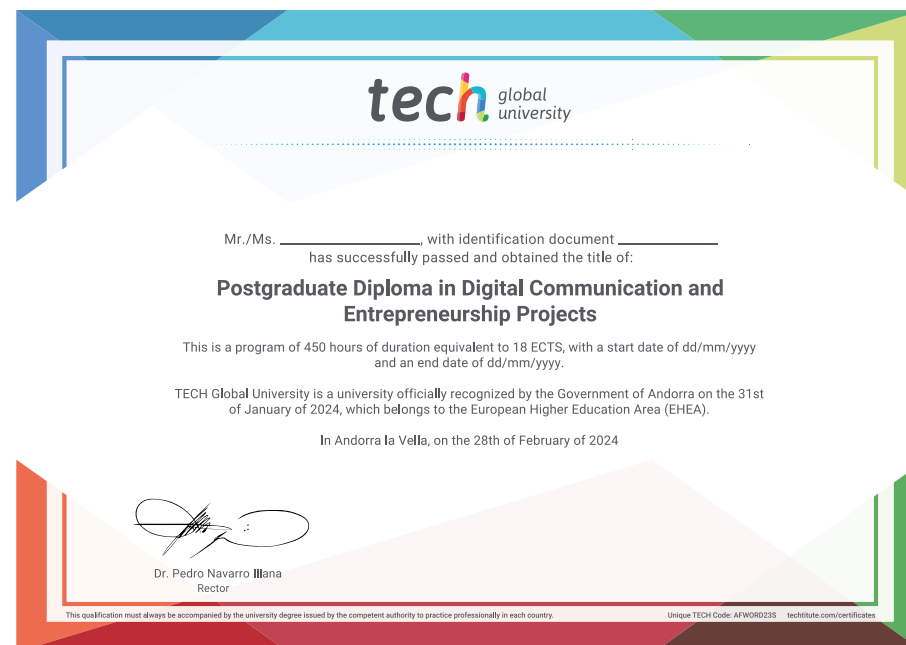 tech global
university
Mr./Ms. ____________, with identification document ____________
has successfully passed and obtained the title of:
Postgraduate Diploma in Digital Communication and
Entrepreneurship Projects
This is a program of 450 hours of duration equivalent to 18 ECTS, with a start date of dd/mm/yyyy
and an end date of dd/mm/yyyy.
TECH Global University is a university officially recognized by the Government of Andorra on the 31st
of January of 2024, which belongs to the European Higher Education Area (EHEA).
In Andorra la Vella, on the 28th of February of 2024
Dr. Pedro Navarro Illana
Rector
This qualification must always be accompanied by the university degree issued by the competent authority to practice professionally in each country.
Unique TECH Code: AFWORD23S techtitute.com/certificates